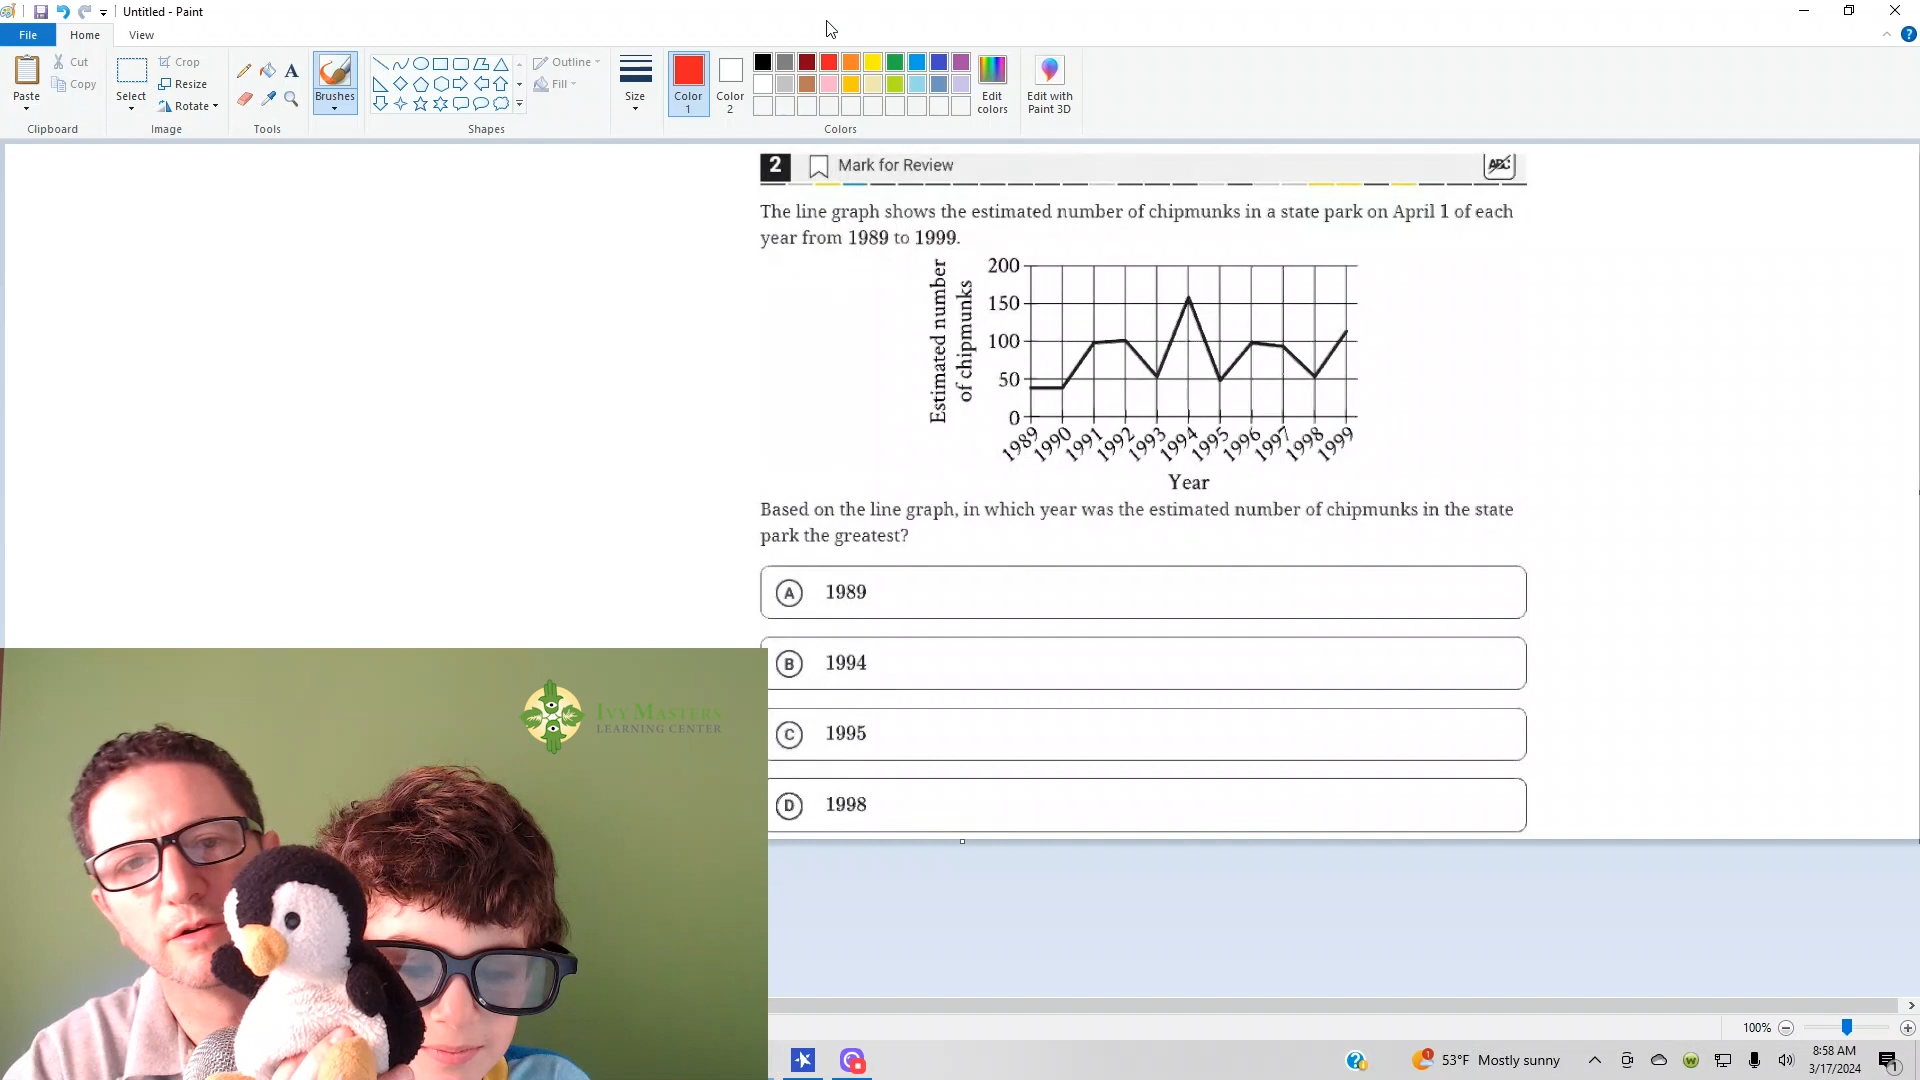 Untitled - Paint
File Home View
Paste Cut Copy Clipboard
Select Crop Resize Rotate Image
Tools
Brushes
Outline Fill Shapes
Size
Color 1 Color 2 Edit colors Colors
Edit with Paint 3D
2 Mark for Review ABC
The line graph shows the estimated number of chipmunks in a state park on April 1 of each
year from 1989 to 1999.
Estimated number
of chipmunks
200
150
100
50
0
1989 1990 1991 1992 1993 1994 1995 1996 1997 1998 1999
Year
Based on the line graph, in which year was the estimated number of chipmunks in the state
park the greatest?
A 1989
B 1994
C 1995
D 1998
IVY MASTERS
LEARNING CENTER
100%
53°F Mostly sunny
8:58 AM
3/17/2024